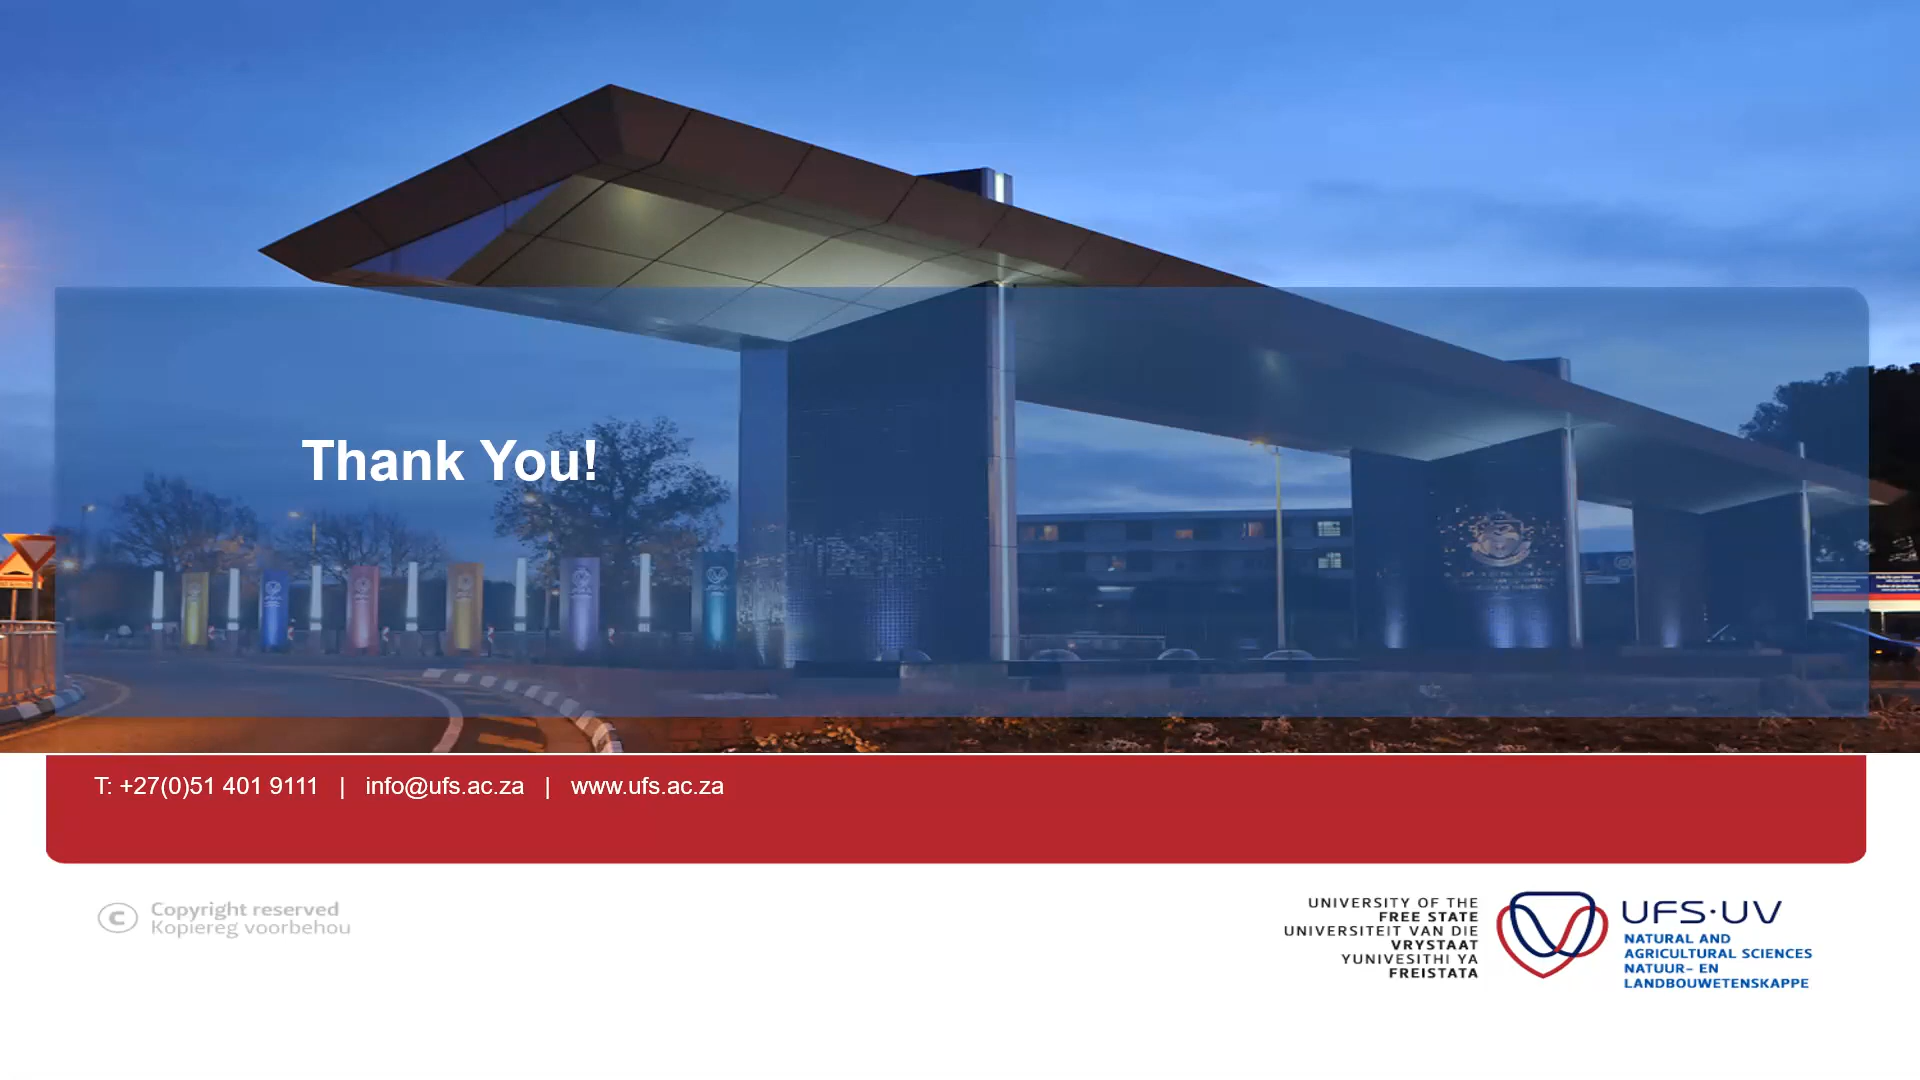 Thank You!
T: +27(0)51 401 9111 | info@ufs.ac.za | www.ufs.ac.za
© Copyright reserved
Kopiereg voorbehou
UNIVERSITY OF THE
FREE STATE
UNIVERSITEIT VAN DIE
VRYSTAAT
YUNIVESITHI YA
FREISTATA
UFS·UV
NATURAL AND
AGRICULTURAL SCIENCES
NATUUR- EN
LANDBOUWETENSKAPPE